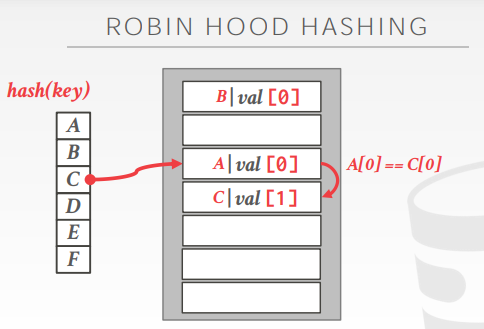 ROBIN HOOD HASHING
hash(key)
A
B
C
D
E
F
B|val [0]
A|val [0]
C|val [1]
A[0]==C[0]